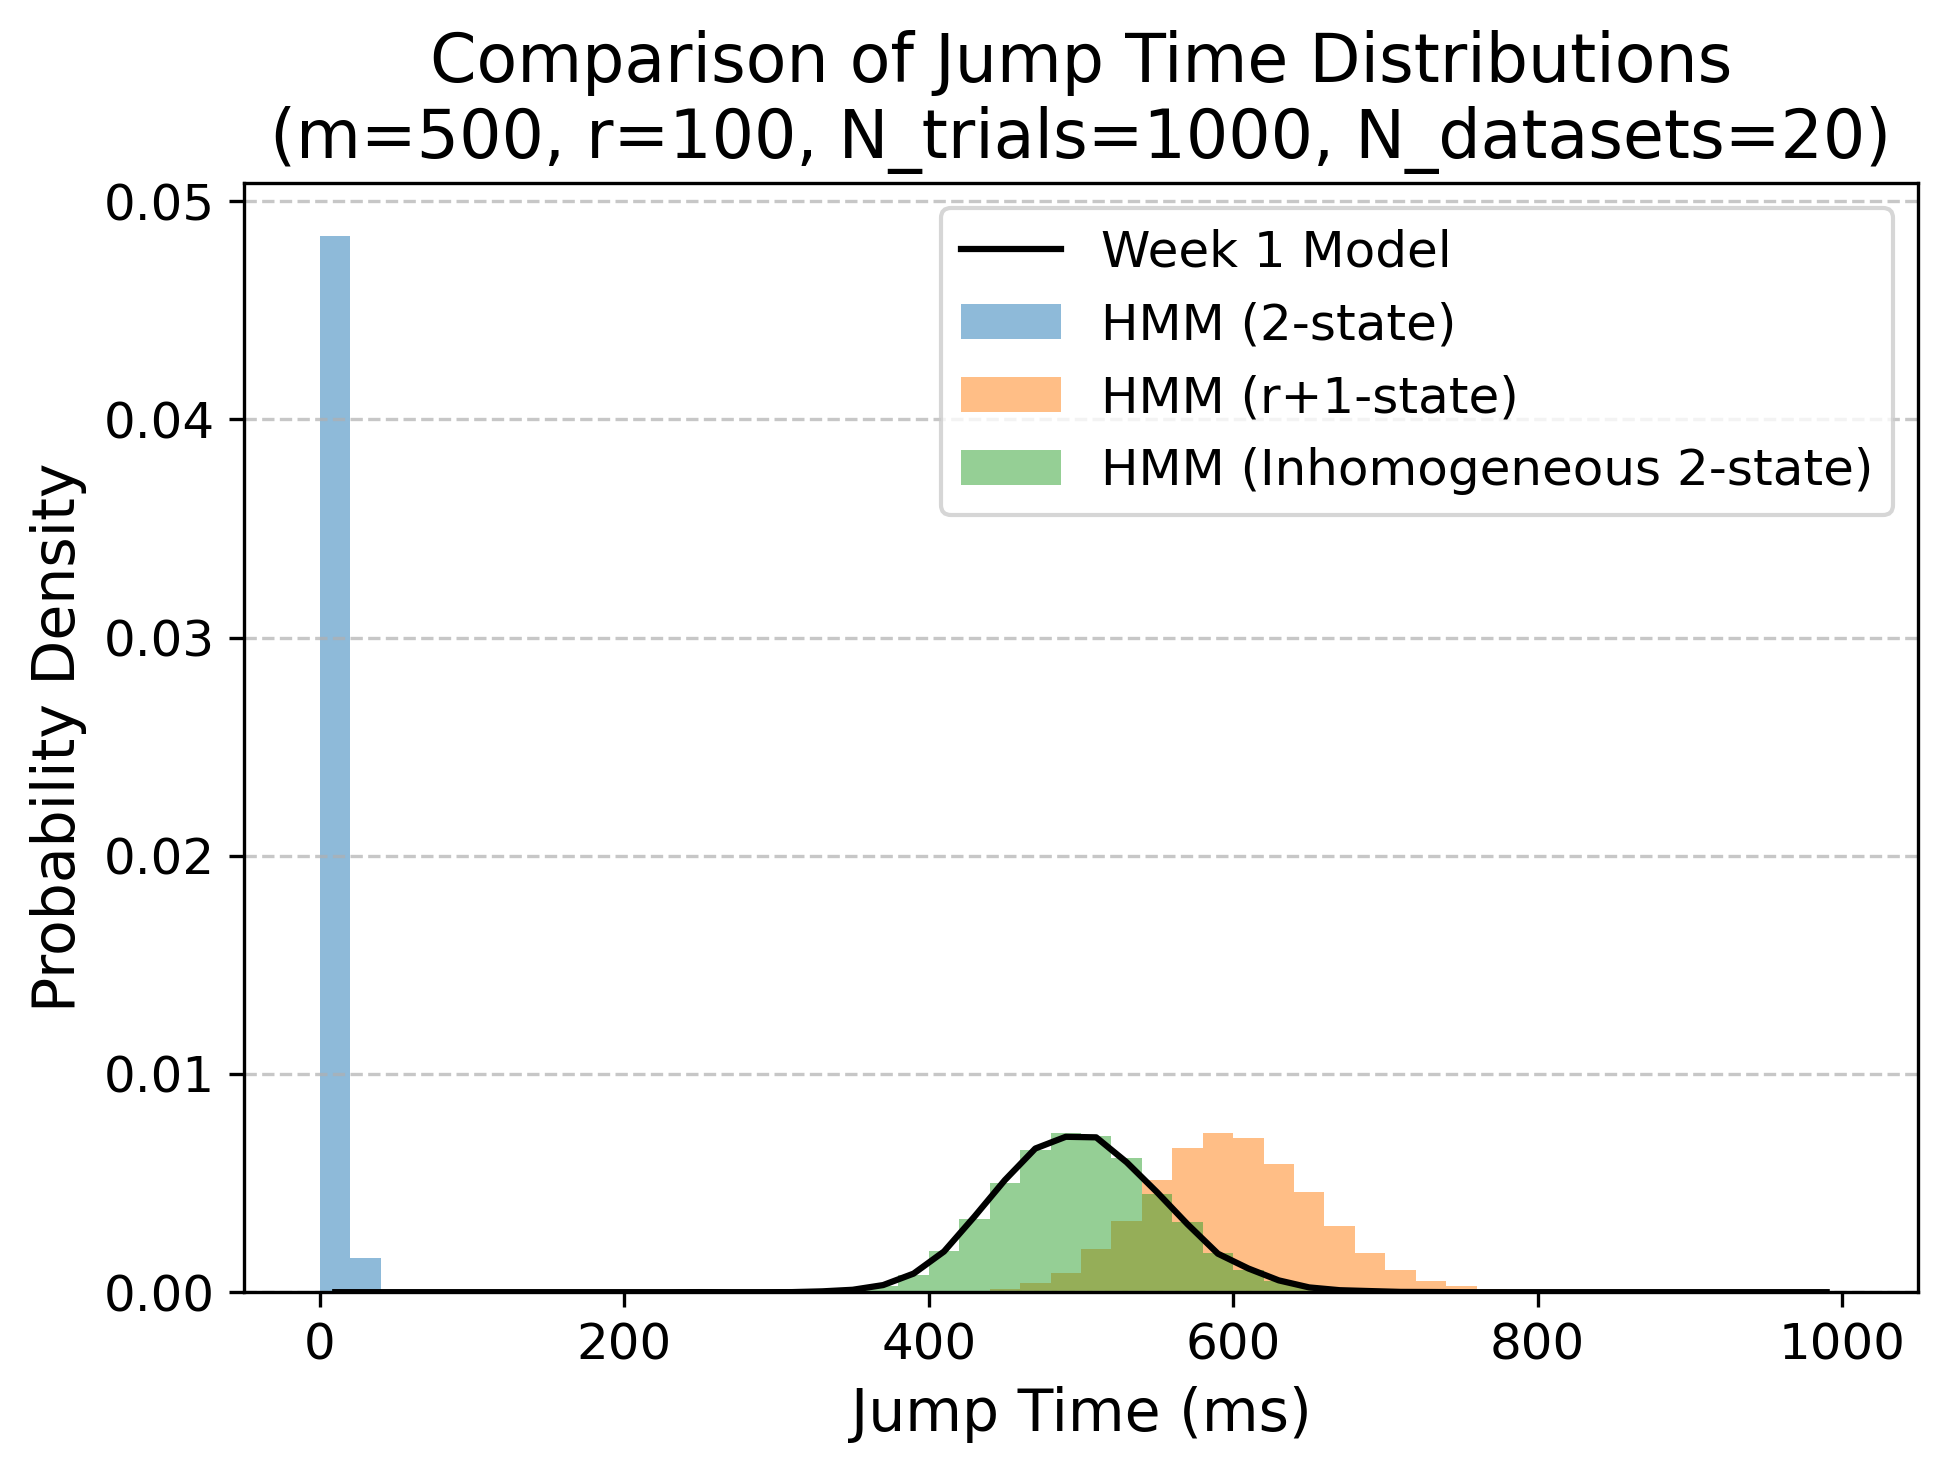 Comparison of Jump Time Distributions
(m=500, r=100, N_trials=1000, N_datasets=20)
Probability Density
0.05
0.04
0.03
0.02
0.01
0.00
Week 1 Model
HMM (2-state)
HMM (r+1-state)
HMM (Inhomogeneous 2-state)
0 200 400 600 800 1000
Jump Time (ms)